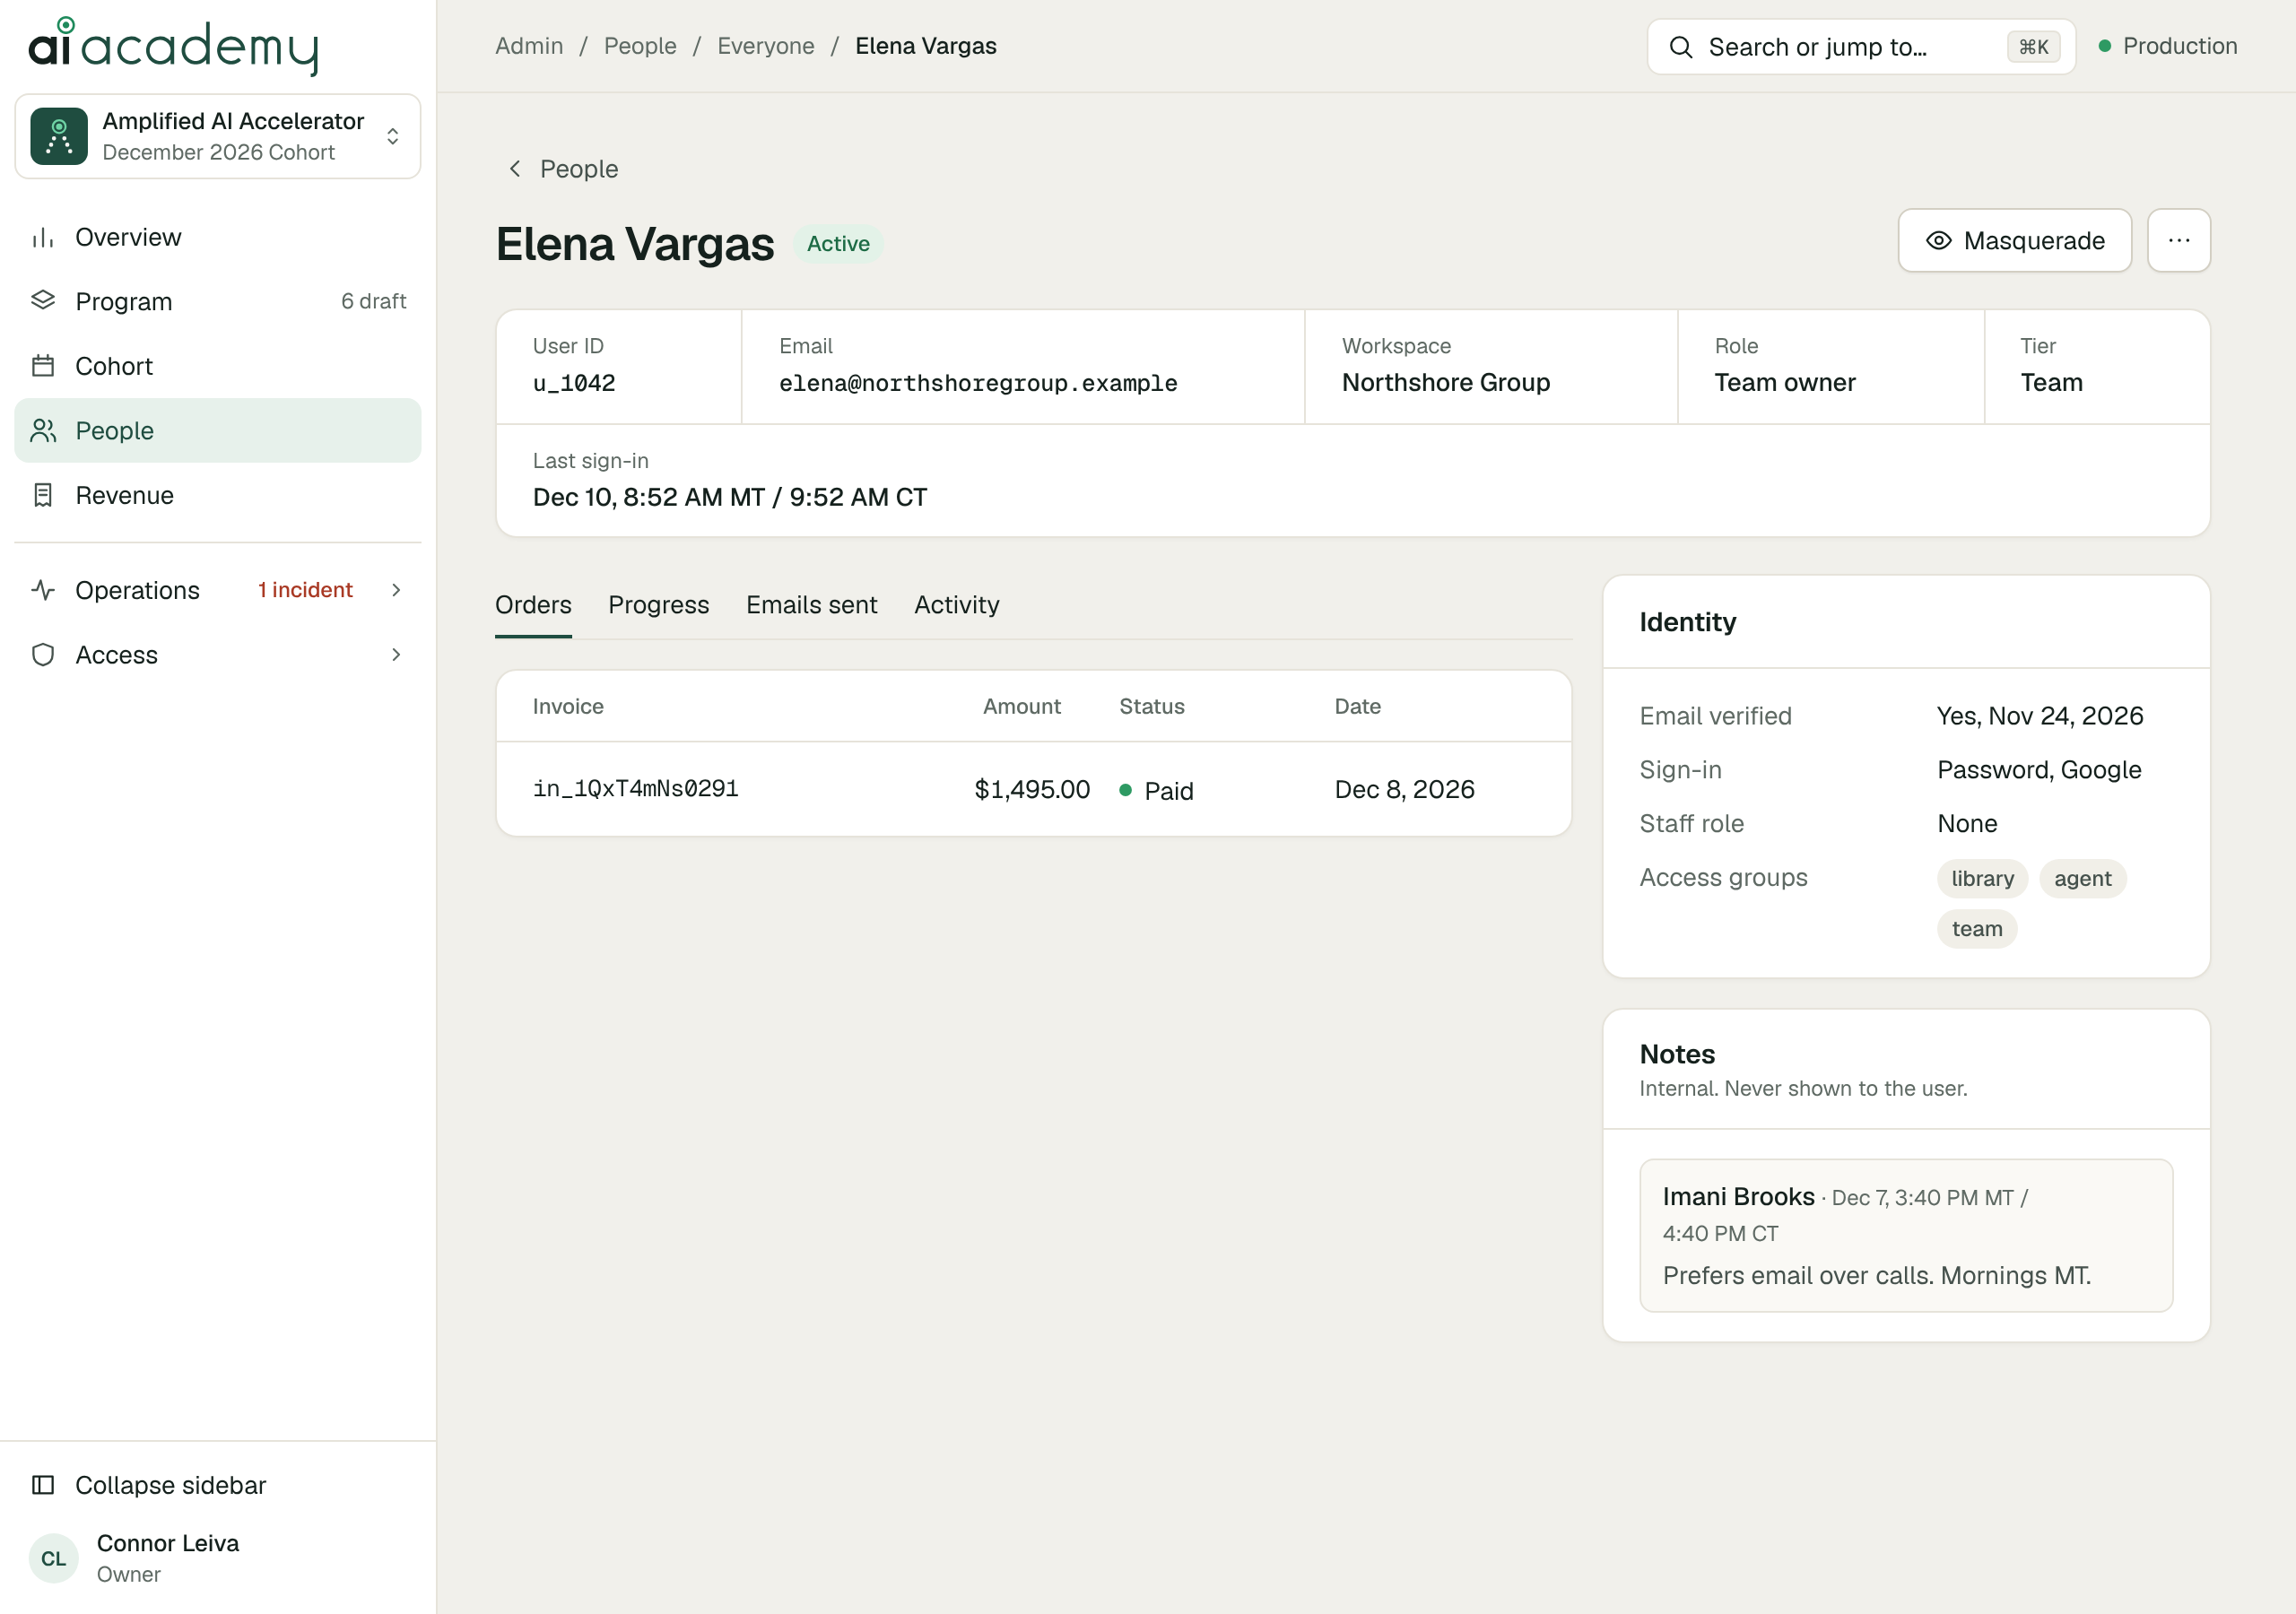 ai academy
Amplified AI Accelerator
December 2026 Cohort
Overview
Program 6 draft
Cohort
People
Revenue
Operations 1 incident
Access
Collapse sidebar
CL
Connor Leiva
Owner
Admin / People / Everyone / Elena Vargas
Search or jump to... ⌘K
Production
People
Elena Vargas Active
Masquerade
User ID
u_1042
Email
elena@northshoregroup.example
Workspace
Northshore Group
Role
Team owner
Tier
Team
Last sign-in
Dec 10, 8:52 AM MT / 9:52 AM CT
Orders Progress Emails sent Activity
Invoice Amount Status Date
in_1QxT4mNs0291 $1,495.00 Paid Dec 8, 2026
Identity
Email verified Yes, Nov 24, 2026
Sign-in Password, Google
Staff role None
Access groups library agent
team
Notes
Internal. Never shown to the user.
Imani Brooks · Dec 7, 3:40 PM MT /
4:40 PM CT
Prefers email over calls. Mornings MT.